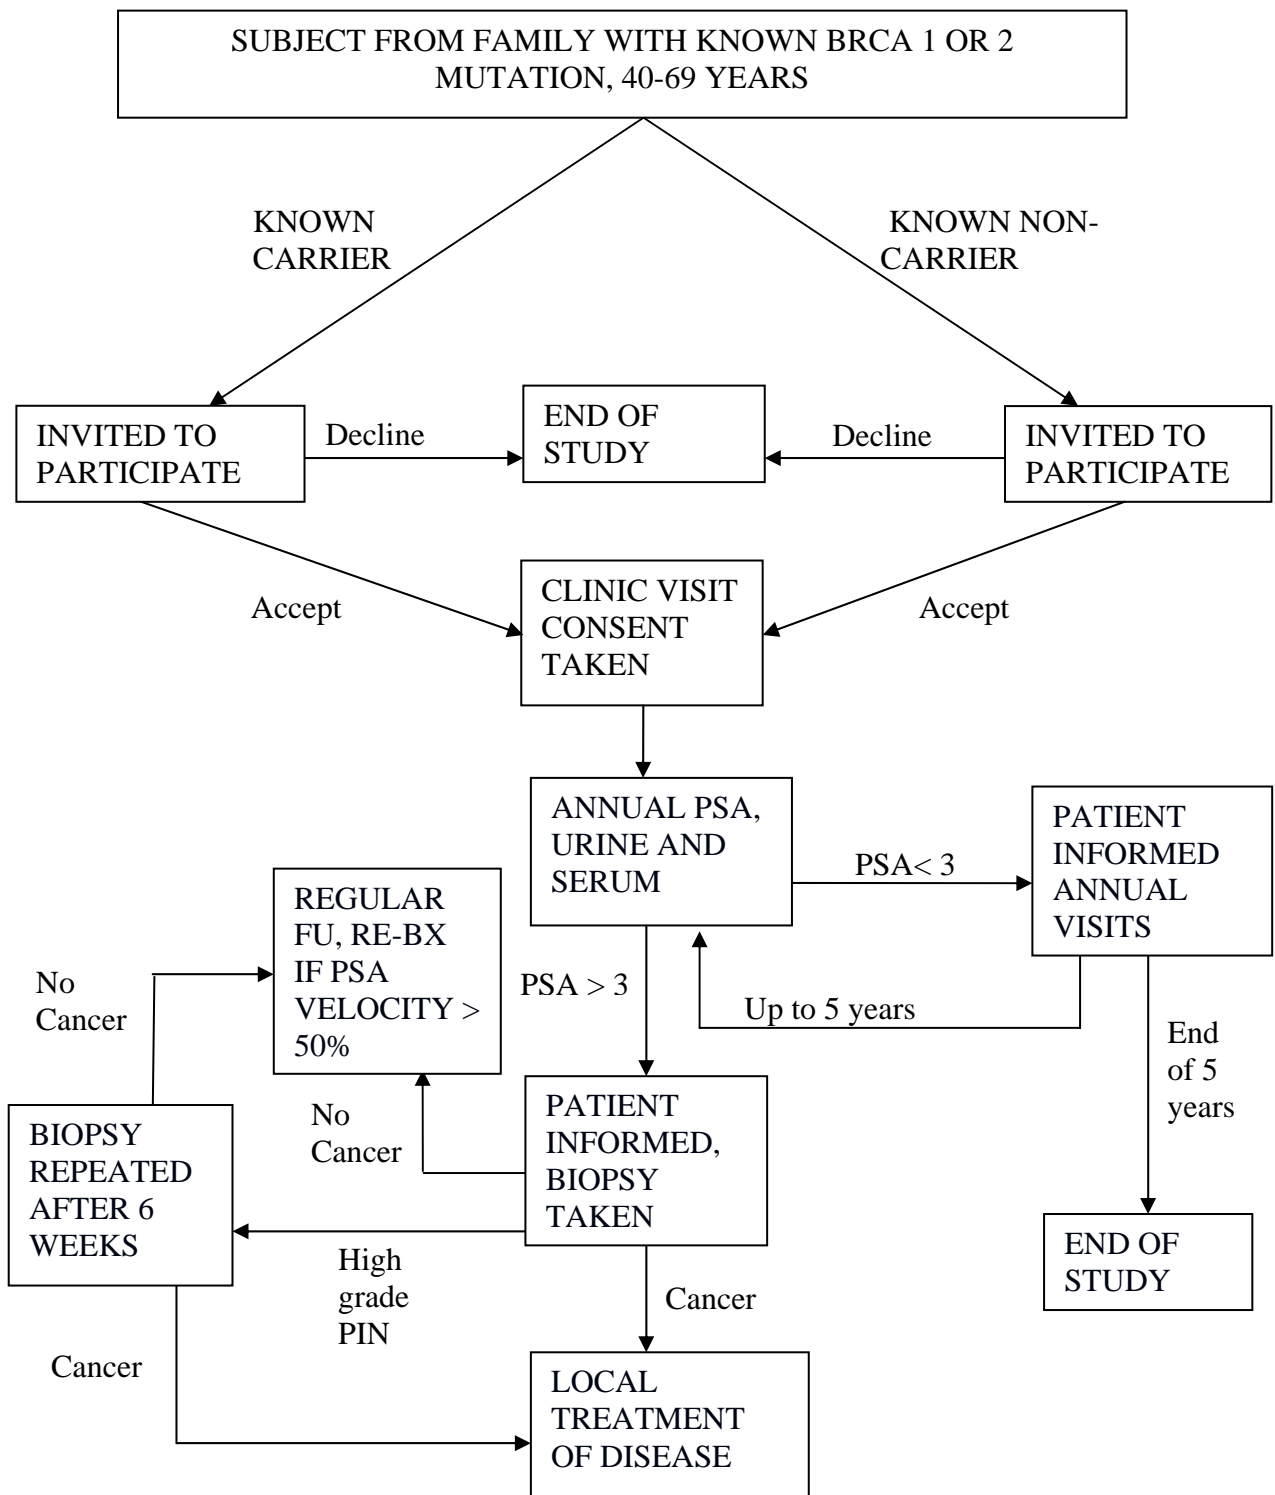 SUBJECT FROM FAMILY WITH KNOWN BRCA 1 OR 2
MUTATION, 40-69 YEARS
KNOWN
CARRIER
KNOWN NON-
CARRIER
INVITED TO
PARTICIPATE
Decline
END OF
STUDY
Decline
INVITED TO
PARTICIPATE
Accept
CLINIC VISIT
CONSENT
TAKEN
Accept
ANNUAL PSA,
URINE AND
SERUM
PSA< 3
PATIENT
INFORMED
ANNUAL
VISITS
REGULAR
FU, RE-BX
IF PSA
VELOCITY >
50%
No
Cancer
PSA > 3
Up to 5 years
End
of 5
years
No
Cancer
PATIENT
INFORMED,
BIOPSY
TAKEN
BIOPSY
REPEATED
AFTER 6
WEEKS
High
grade
PIN
Cancer
END OF
STUDY
Cancer
LOCAL
TREATMENT
OF DISEASE